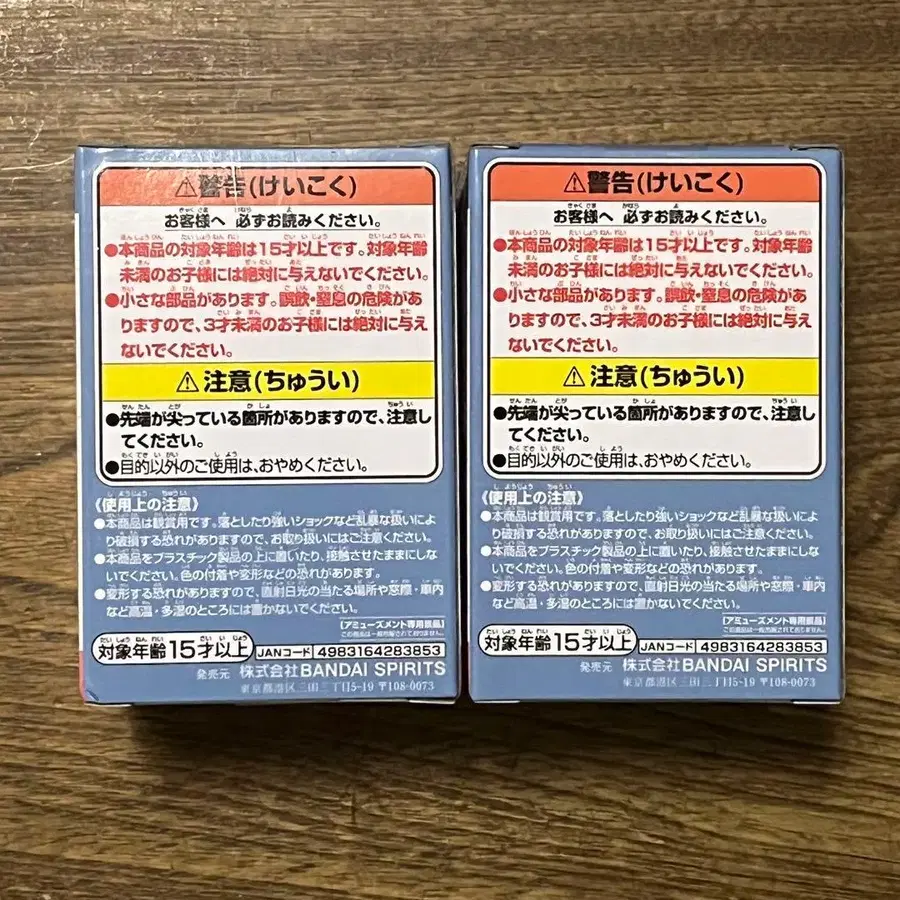 ⚠警告(けいこく)
お客様へ 必ずお読みください。
●本商品の対象年齢は15才以上です。対象年齢
未満のお子様には絶対に与えないでください。
●小さな部品があります。誤飲・窒息の危険があ
りますので、3才未満のお子様には絶対に与え
ないでください。
⚠注意(ちゅうい)
●先端が尖っている箇所がありますので、注意し
てください。
●目的以外のご使用は、おやめください。
《使用上の注意》
●本商品は観賞用です。落としたり強いショックなど乱暴な扱いによ
り破損する恐れがありますので、お取り扱いにはご注意ください。
●本商品をプラスチック製品の上に置いたり、接触させたままにしな
いでください。色の付着や変形などの恐れがあります。
●変形する恐れがありますので、直射日光の当たる場所や窓際・車内
など高温・多湿のところには置かないでください。
【アミューズメント専用景品】
この商品は一般市販されておりません。
対象年齢15才以上
JANコード 4983164283853
発売元 株式会社BANDAI SPIRITS
東京都港区三田三丁目5-19 〒108-0073
⚠警告(けいこく)
お客様へ 必ずお読みください。
●本商品の対象年齢は15才以上です。対象年齢
未満のお子様には絶対に与えないでください。
●小さな部品があります。誤飲・窒息の危険があ
りますので、3才未満のお子様には絶対に与え
ないでください。
⚠注意(ちゅうい)
●先端が尖っている箇所がありますので、注意し
てください。
●目的以外のご使用は、おやめください。
《使用上の注意》
●本商品は観賞用です。落としたり強いショックなど乱暴な扱いによ
り破損する恐れがありますので、お取り扱いにはご注意ください。
●本商品をプラスチック製品の上に置いたり、接触させたままにしな
いでください。色の付着や変形などの恐れがあります。
●変形する恐れがありますので、直射日光の当たる場所や窓際・車内
など高温・多湿のところには置かないでください。
【アミューズメント専用景品】
この商品は一般市販されておりません。
対象年齢15才以上
JANコード 4983164283853
発売元 株式会社BANDAI SPIRITS
東京都港区三田三丁目5-19 〒108-0073